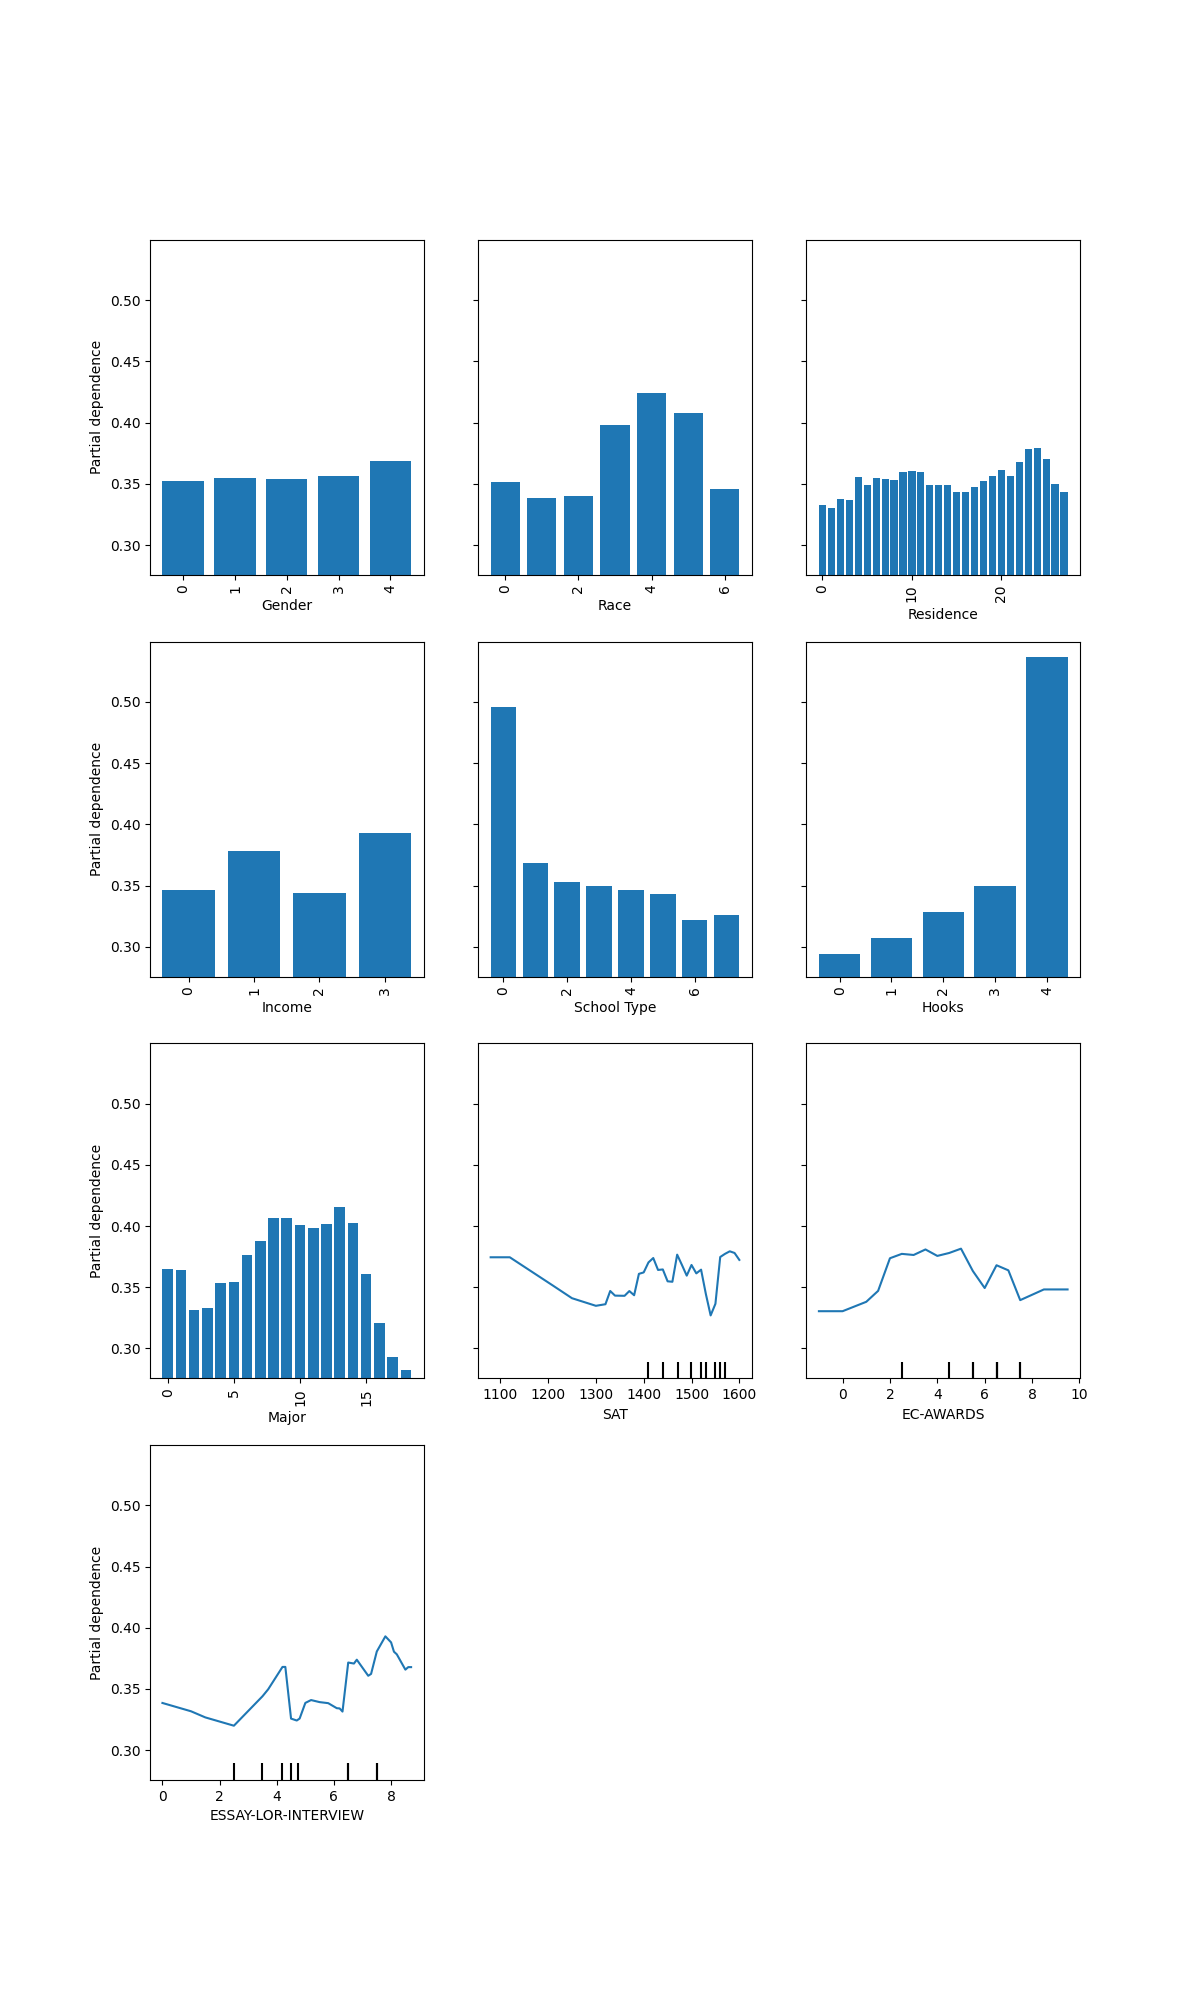 0.50
0.45
0.40
0.35
0.30
Partial dependence
0 1 2 3 4
Gender
0 2 4 6
Race
0 10 20
Residence
0.50
0.45
0.40
0.35
0.30
Partial dependence
0 1 2 3
Income
0 2 4 6
School Type
0 1 2 3 4
Hooks
0.50
0.45
0.40
0.35
0.30
Partial dependence
0 5 10 15
Major
1100 1200 1300 1400 1500 1600
SAT
0 2 4 6 8 10
EC-AWARDS
0.50
0.45
0.40
0.35
0.30
Partial dependence
0 2 4 6 8
ESSAY-LOR-INTERVIEW